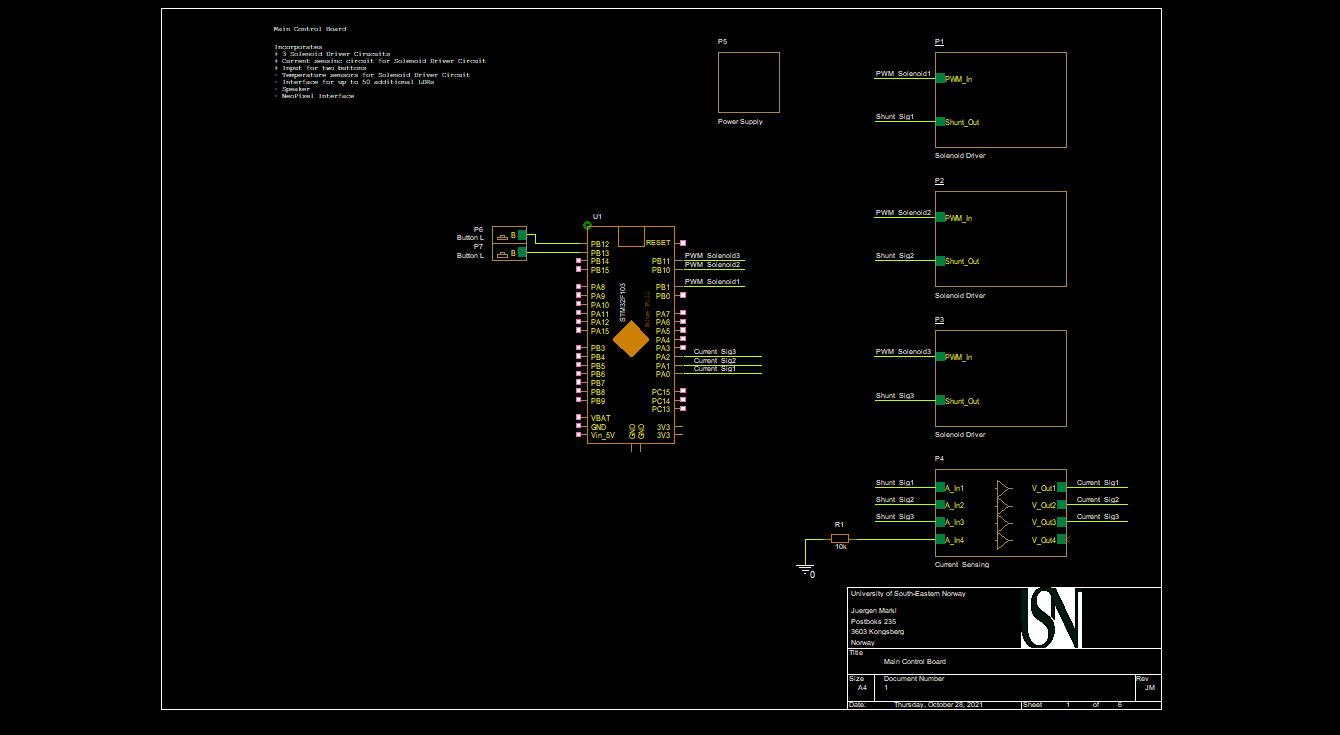 Main Control Board
Incorporates
* 3 Solenoid Driver Cirucuits
* Current sensinc circuit for Solenoid Driver Circuit
* Input for two buttons
- Temperature sensors for Solenoid Driver Circuit
- Interface for up to 50 additional LDRs
- Speaker
- NeoPixel Interface
P5
Power Supply
P1
PWM_Solenoid1
PWM_In
Shunt_Sig1
Shunt_Out
Solenoid Driver
P2
PWM_Solenoid2
PWM_In
Shunt_Sig2
Shunt_Out
Solenoid Driver
P3
PWM_Solenoid3
PWM_In
Shunt_Sig3
Shunt_Out
Solenoid Driver
P6
Button L
B
P7
Button L
B
U1
PB12
PB13
PB14
PB15
PA8
PA9
PA10
PA11
PA12
PA15
PB3
PB4
PB5
PB6
PB7
PB8
PB9
VBAT
GND
Vin_5V
STM32F103
Blue Pill
GND
GND
RESET
PB11
PB10
PB1
PB0
PA7
PA6
PA5
PA4
PA3
PA2
PA1
PA0
PC15
PC14
PC13
3V3
3V3
PWM_Solenoid3
PWM_Solenoid2
PWM_Solenoid1
Current_Sig3
Current_Sig2
Current_Sig1
P4
Shunt_Sig1
A_In1
V_Out1
Current_Sig1
Shunt_Sig2
A_In2
V_Out2
Current_Sig2
Shunt_Sig3
A_In3
V_Out3
Current_Sig3
A_In4
V_Out4
Current_Sensing
R1
10k
0
University of South-Eastern Norway
Juergen Markl
Postboks 235
3603 Kongsberg
Norway
USN
Title
Main Control Board
Size
A4
Document Number
1
Rev
JM
Date:
Thursday, October 28, 2021
Sheet 1 of 6